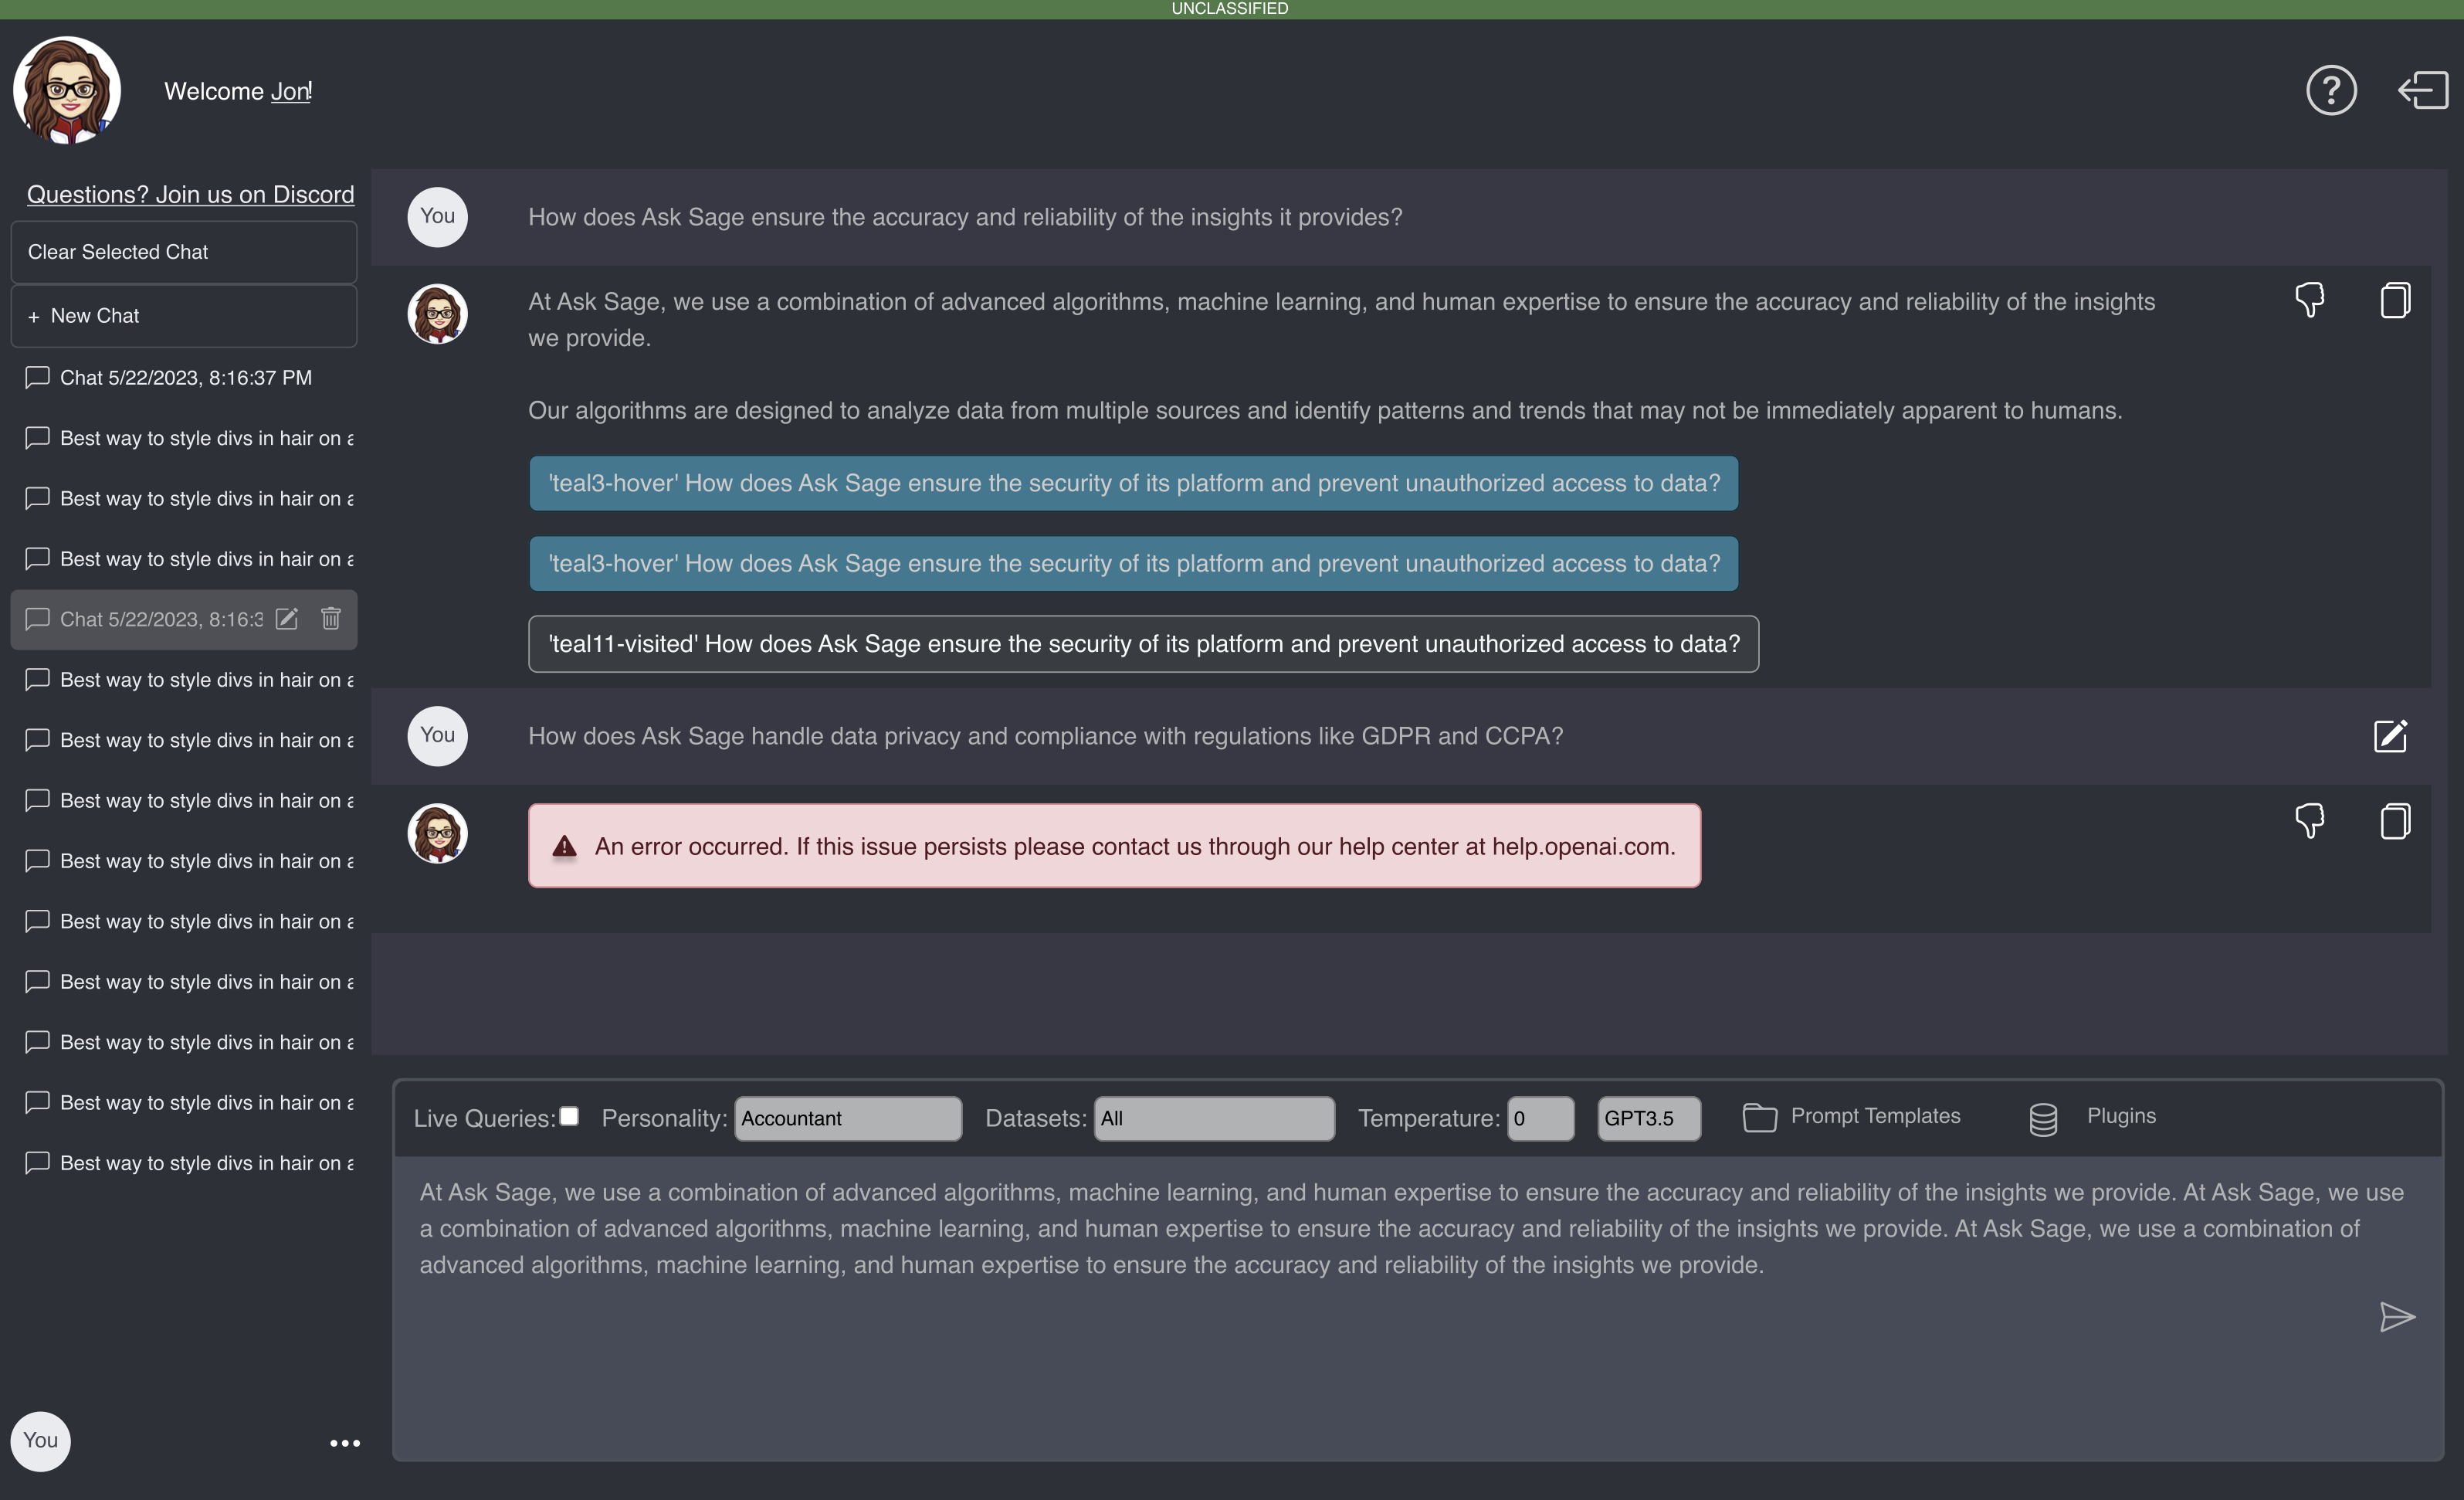 UNCLASSIFIED
Welcome Jon!
Questions? Join us on Discord
Clear Selected Chat
+ New Chat
Chat 5/22/2023, 8:16:37 PM
Best way to style divs in hair on a
Best way to style divs in hair on a
Best way to style divs in hair on a
Chat 5/22/2023, 8:16:3
Best way to style divs in hair on a
Best way to style divs in hair on a
Best way to style divs in hair on a
Best way to style divs in hair on a
Best way to style divs in hair on a
Best way to style divs in hair on a
Best way to style divs in hair on a
Best way to style divs in hair on a
Best way to style divs in hair on a
You
You
How does Ask Sage ensure the accuracy and reliability of the insights it provides?
At Ask Sage, we use a combination of advanced algorithms, machine learning, and human expertise to ensure the accuracy and reliability of the insights
we provide.
Our algorithms are designed to analyze data from multiple sources and identify patterns and trends that may not be immediately apparent to humans.
'teal3-hover' How does Ask Sage ensure the security of its platform and prevent unauthorized access to data?
'teal3-hover' How does Ask Sage ensure the security of its platform and prevent unauthorized access to data?
'teal11-visited' How does Ask Sage ensure the security of its platform and prevent unauthorized access to data?
You
How does Ask Sage handle data privacy and compliance with regulations like GDPR and CCPA?
An error occurred. If this issue persists please contact us through our help center at help.openai.com.
Live Queries: Personality: Accountant Datasets: All Temperature: 0 GPT3.5 Prompt Templates Plugins
At Ask Sage, we use a combination of advanced algorithms, machine learning, and human expertise to ensure the accuracy and reliability of the insights we provide. At Ask Sage, we use
a combination of advanced algorithms, machine learning, and human expertise to ensure the accuracy and reliability of the insights we provide. At Ask Sage, we use a combination of
advanced algorithms, machine learning, and human expertise to ensure the accuracy and reliability of the insights we provide.